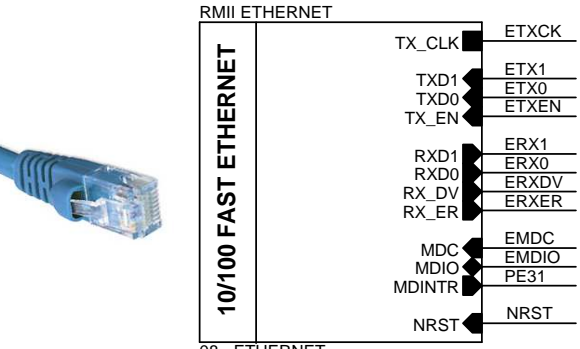 RMII ETHERNET
10/100 FAST ETHERNET
TX_CLK ETXCK
TXD1 ETX1
TXD0 ETX0
TX_EN ETXEN
RXD1 ERX1
RXD0 ERX0
RX_DV ERXDV
RX_ER ERXER
MDC EMDC
MDIO EMDIO
MDINTR PE31
NRST NRST